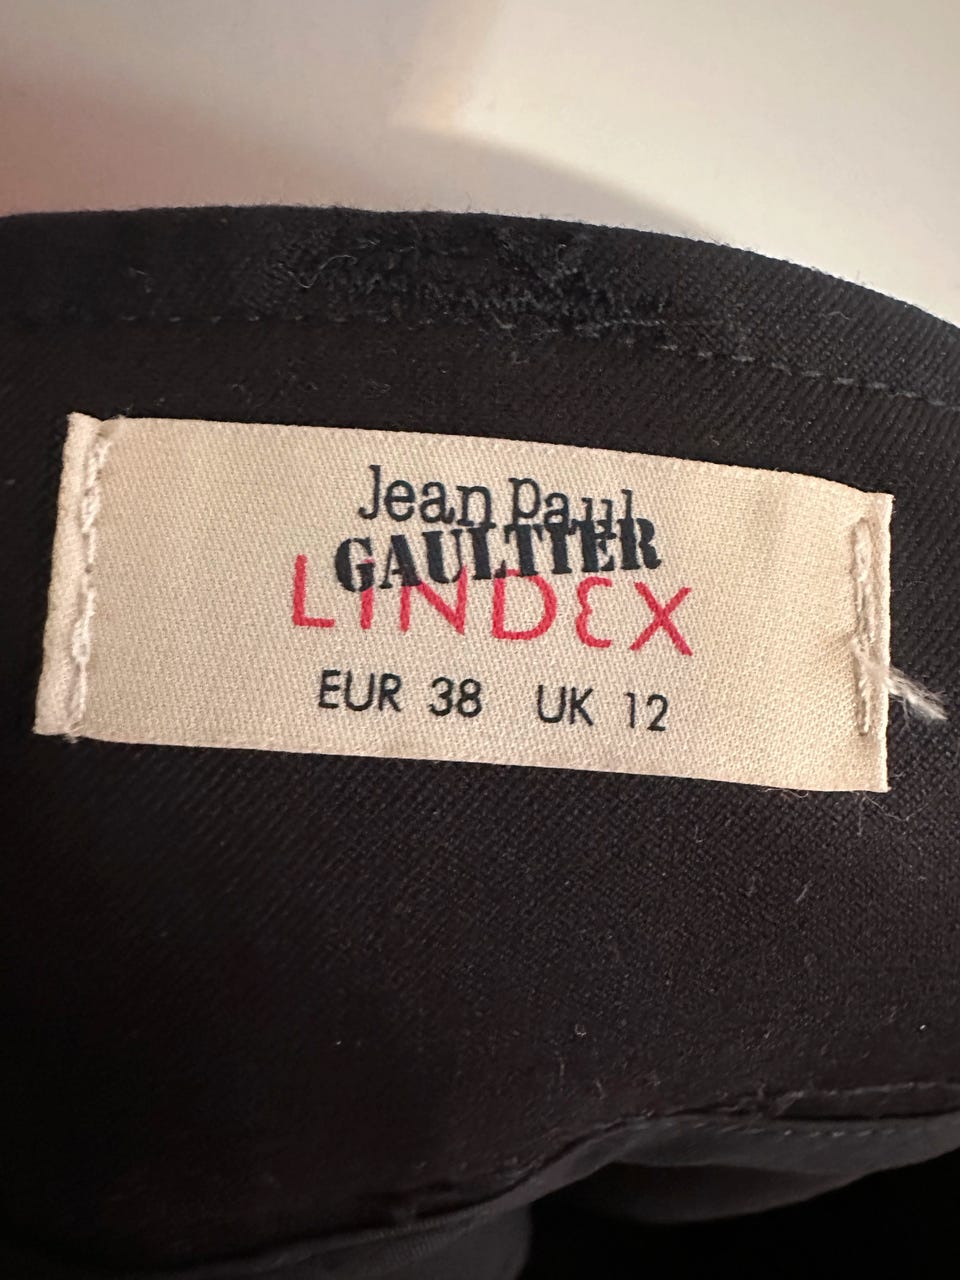 Jean Paul
GAULTIER
LINDEX
EUR 38 UK 12